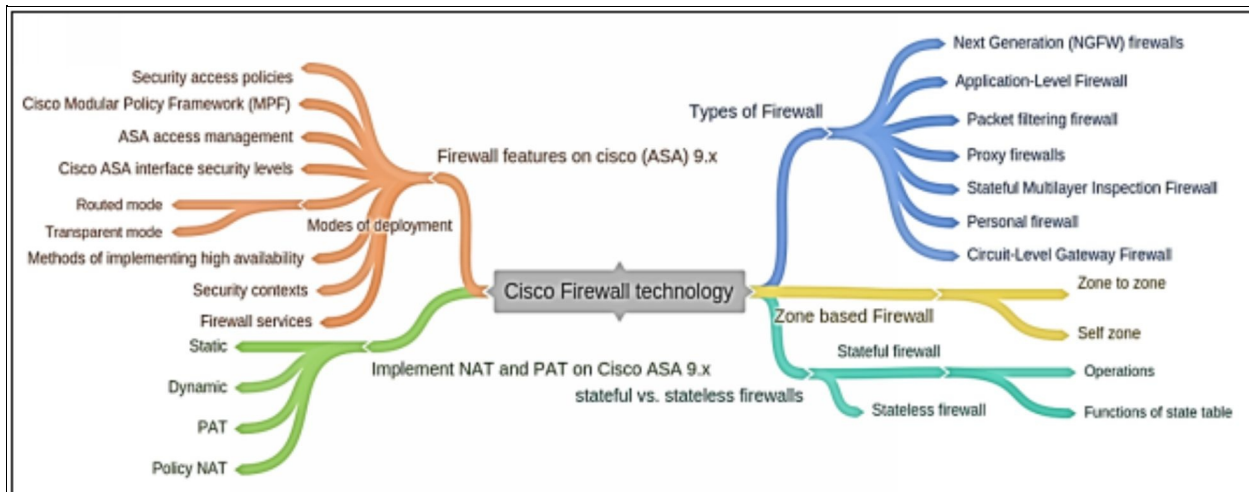 Security access policies
Cisco Modular Policy Framework (MPF)
ASA access management
Cisco ASA interface security levels
Routed mode
Transparent mode
Modes of deployment
Methods of implementing high availability
Security contexts
Firewall services
Firewall features on cisco (ASA) 9.x
Static
Dynamic
PAT
Policy NAT
Implement NAT and PAT on Cisco ASA 9.x
Cisco Firewall technology
Types of Firewall
Next Generation (NGFW) firewalls
Application-Level Firewall
Packet filtering firewall
Proxy firewalls
Stateful Multilayer Inspection Firewall
Personal firewall
Circuit-Level Gateway Firewall
Zone based Firewall
Zone to zone
Self zone
stateful vs. stateless firewalls
Stateful firewall
Operations
Functions of state table
Stateless firewall